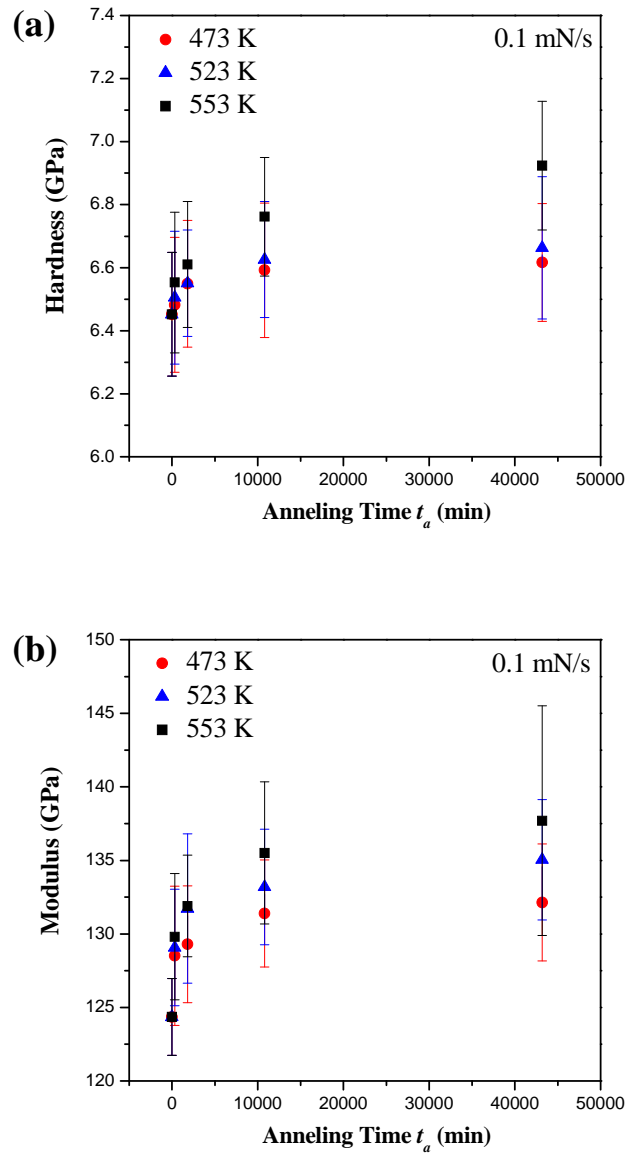 (a)
7.4
7.2
7.0
6.8
6.6
6.4
6.2
6.0
Hardness (GPa)
473 K
523 K
553 K
0.1 mN/s
0 10000 20000 30000 40000 50000
Anneling Time t_a (min)
(b)
150
145
140
135
130
125
120
Modulus (GPa)
473 K
523 K
553 K
0.1 mN/s
0 10000 20000 30000 40000 50000
Anneling Time t_a (min)